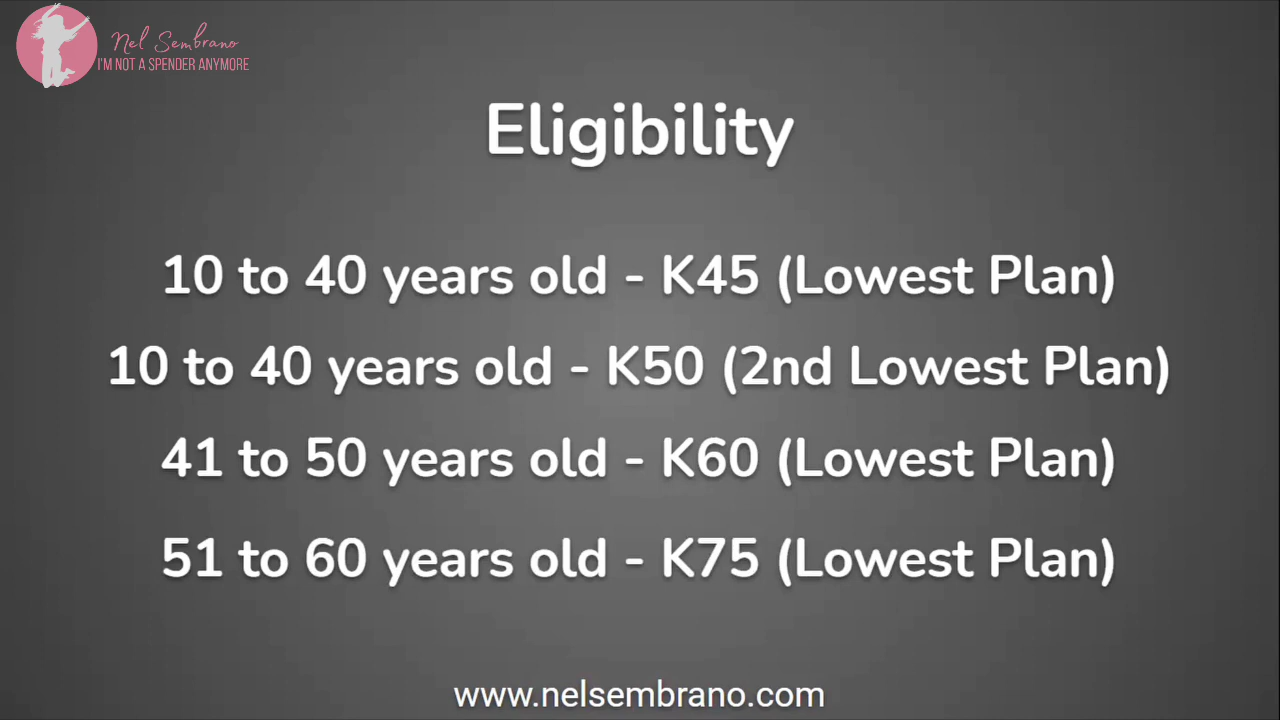 Nel Sembrano
I'M NOT A SPENDER ANYMORE
Eligibility
10 to 40 years old - K45 (Lowest Plan)
10 to 40 years old - K50 (2nd Lowest Plan)
41 to 50 years old - K60 (Lowest Plan)
51 to 60 years old - K75 (Lowest Plan)
www.nelsembrano.com